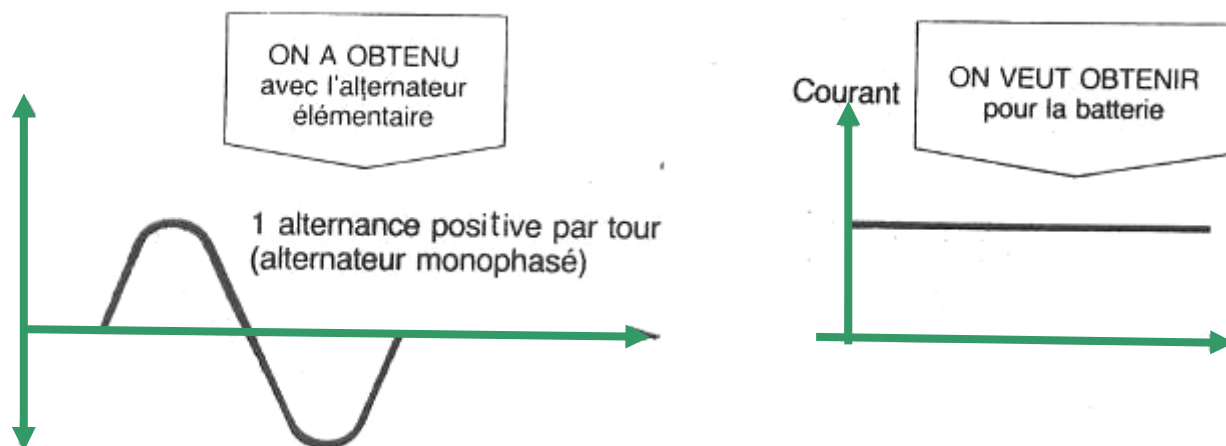 ON A OBTENU
avec l'alternateur
élémentaire
1 alternance positive par tour
(alternateur monophasé)
Courant
ON VEUT OBTENIR
pour la batterie